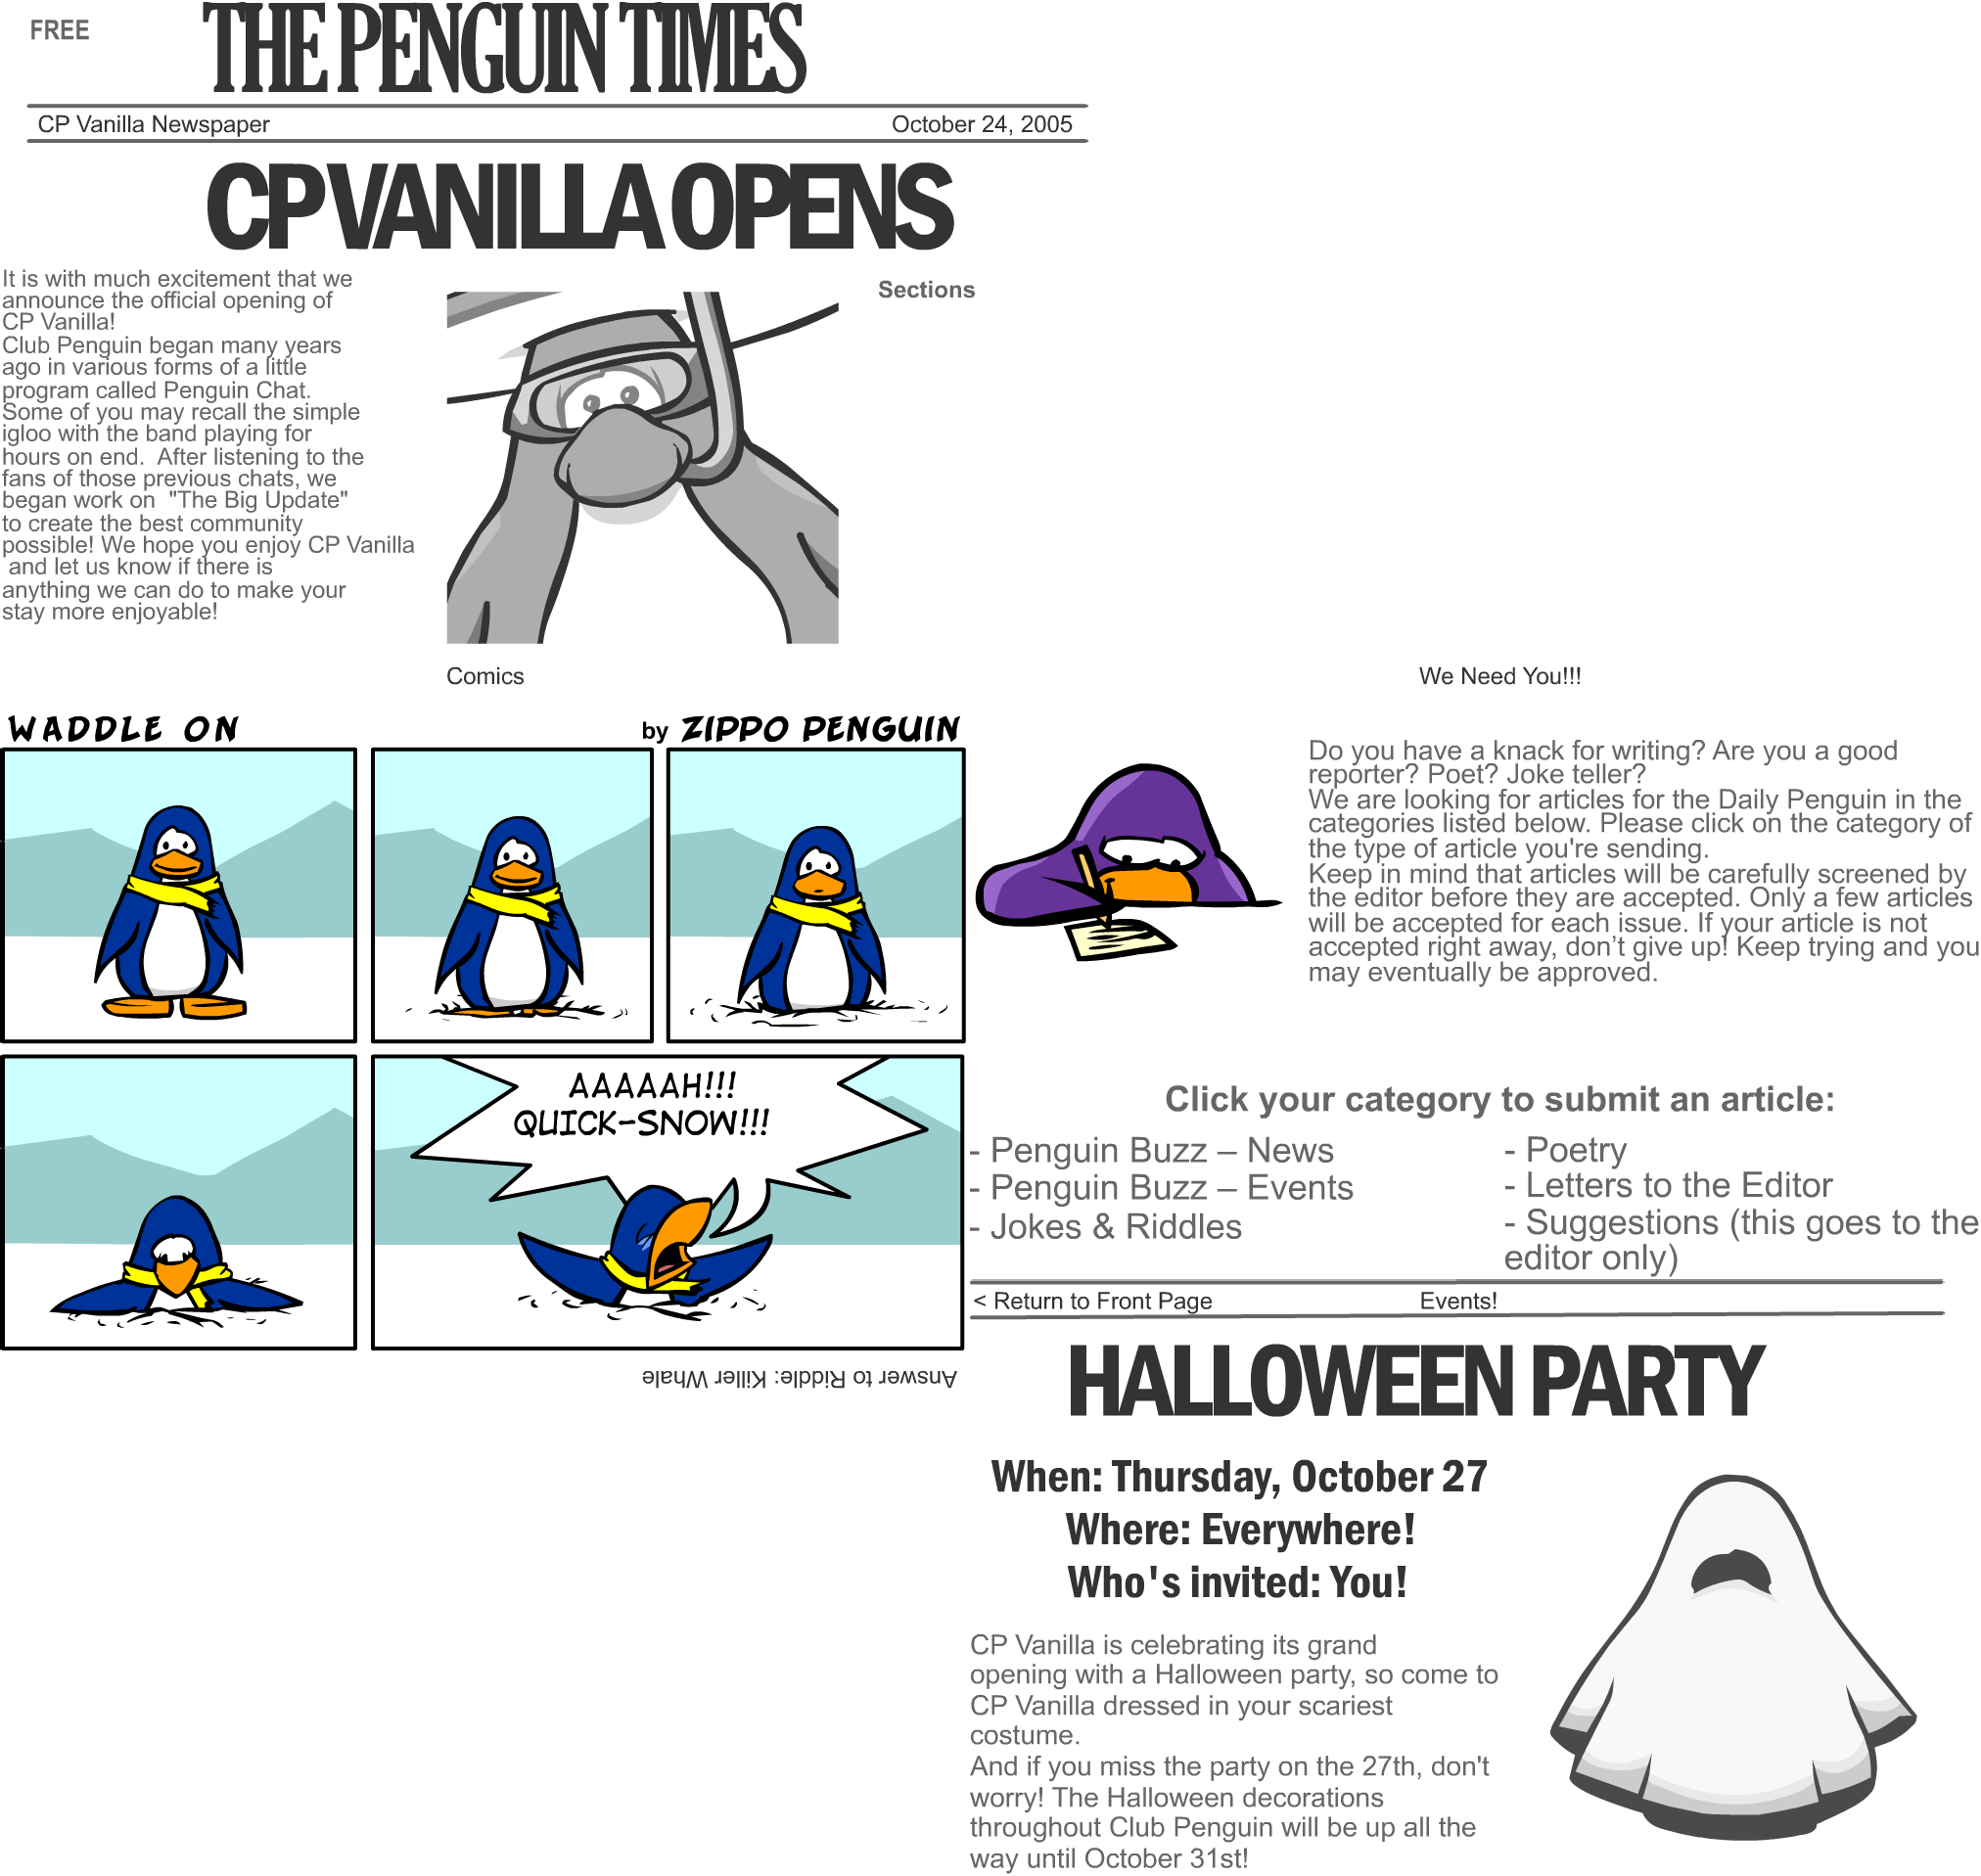 FREE
THE PENGUIN TIMES
CP Vanilla Newspaper
October 24, 2005
CP VANILLA OPENS
It is with much excitement that we
announce the official opening of
CP Vanilla!
Club Penguin began many years
ago in various forms of a little
program called Penguin Chat.
Some of you may recall the simple
igloo with the band playing for
hours on end.  After listening to the
fans of those previous chats, we
began work on  "The Big Update"
to create the best community
possible! We hope you enjoy CP Vanilla
and let us know if there is
anything we can do to make your
stay more enjoyable!
Sections
Comics
WADDLE ON
by ZIPPO PENGUIN
AAAAAH!!!
QUICK-SNOW!!!
Answer to Riddle: Killer Whale
We Need You!!!
Do you have a knack for writing? Are you a good
reporter? Poet? Joke teller?
We are looking for articles for the Daily Penguin in the
categories listed below. Please click on the category of
the type of article you're sending.
Keep in mind that articles will be carefully screened by
the editor before they are accepted. Only a few articles
will be accepted for each issue. If your article is not
accepted right away, don’t give up! Keep trying and you
may eventually be approved.
Click your category to submit an article:
- Penguin Buzz – News
- Penguin Buzz – Events
- Jokes & Riddles
- Poetry
- Letters to the Editor
- Suggestions (this goes to the
editor only)
< Return to Front Page
Events!
HALLOWEEN PARTY
When: Thursday, October 27
Where: Everywhere!
Who's invited: You!
CP Vanilla is celebrating its grand
opening with a Halloween party, so come to
CP Vanilla dressed in your scariest
costume.
And if you miss the party on the 27th, don't
worry! The Halloween decorations
throughout Club Penguin will be up all the
way until October 31st!